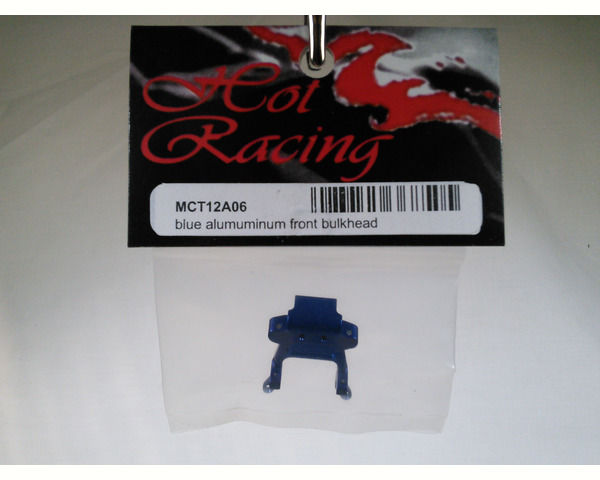 Hot
Racing
MCT12A06
blue alumuminum front bulkhead